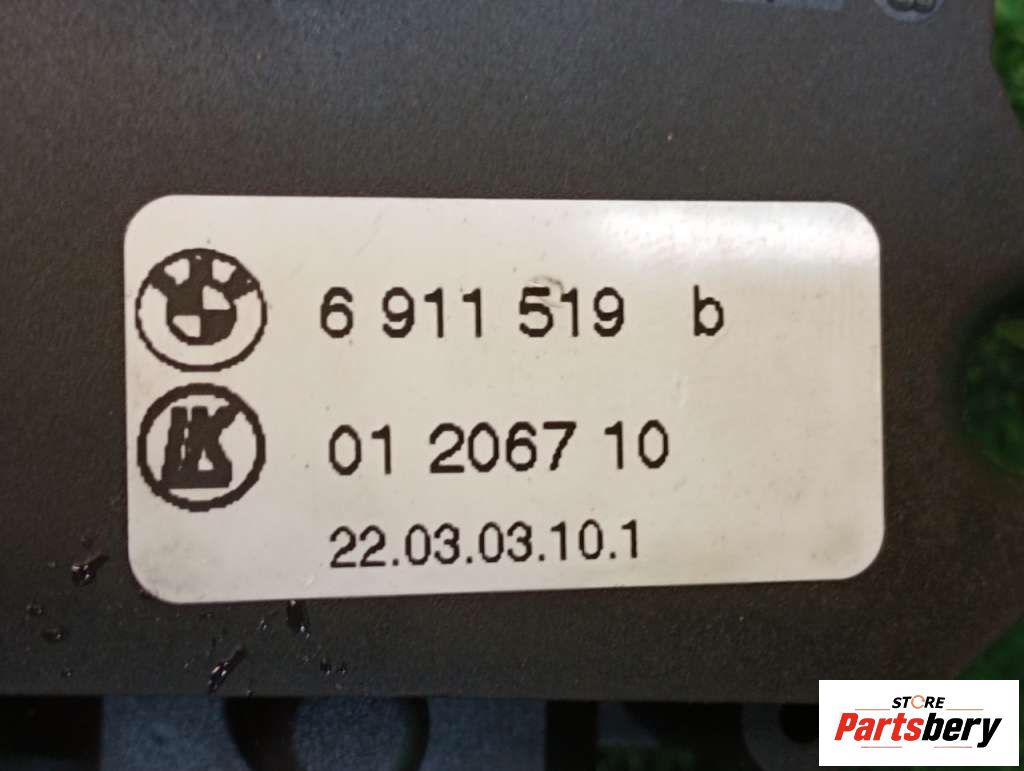 6 911 519 b
01 2067 10
22.03.03.10.1
STORE
Partsbery